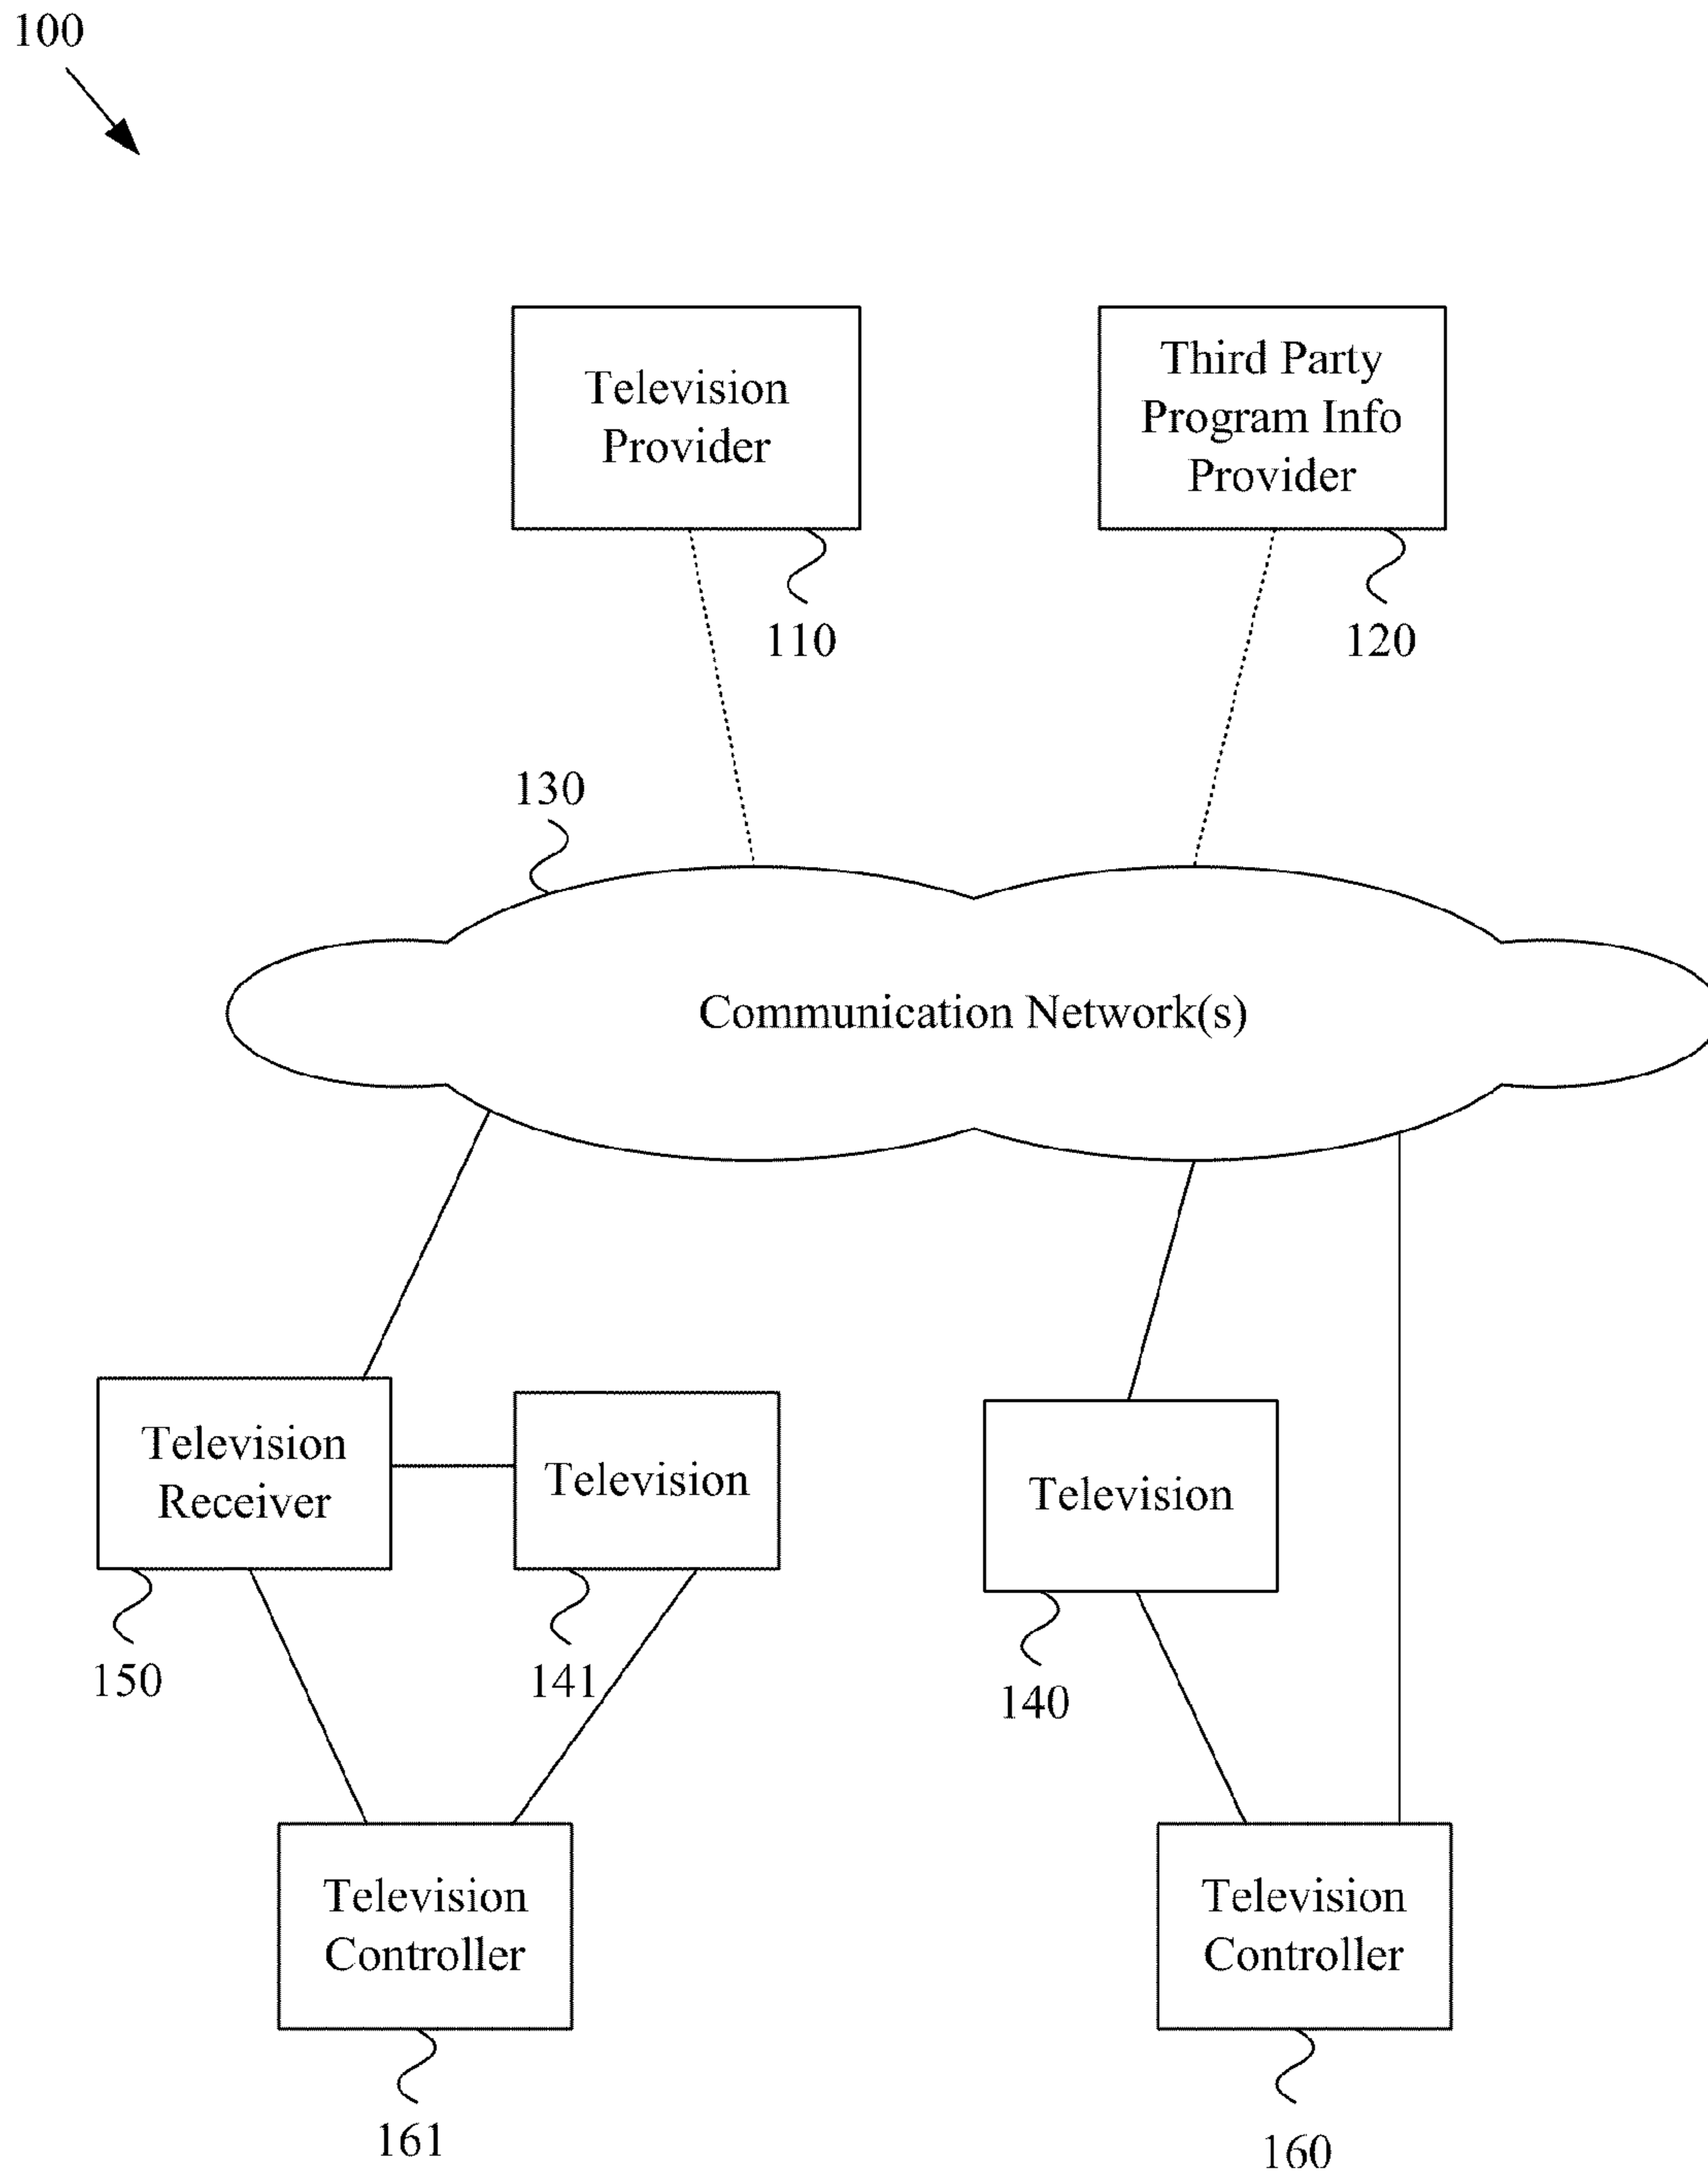 100
Television
Provider
Third Party
Program Info
Provider
110
120
130
Communication Network(s)
Television
Receiver
Television
Television
150
141
140
Television
Controller
Television
Controller
161
160